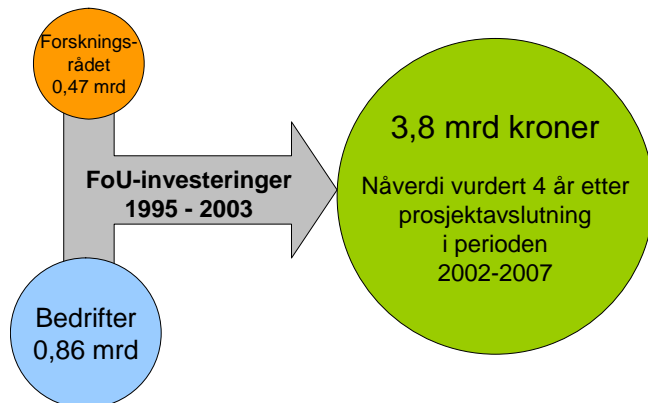 Forsknings-
rådet
0,47 mrd
FoU-investeringer
1995 - 2003
Bedrifter
0,86 mrd
3,8 mrd kroner
Nåverdi vurdert 4 år etter
prosjektavslutning
i perioden
2002-2007